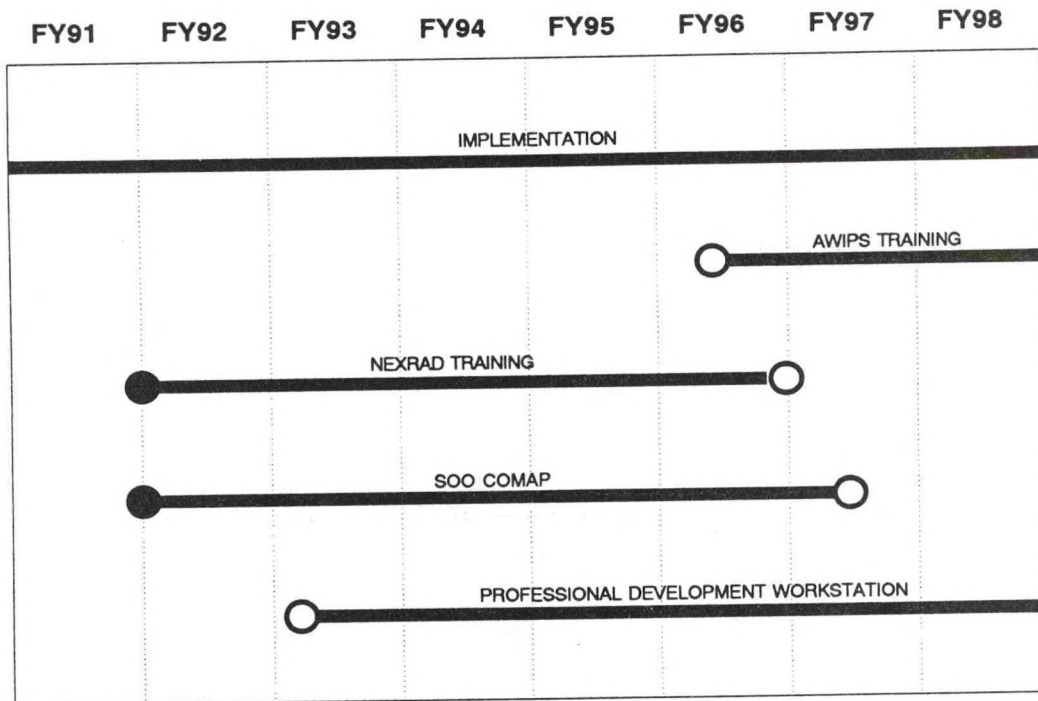 FY91 FY92 FY93 FY94 FY95 FY96 FY97 FY98
IMPLEMENTATION
AWIPS TRAINING
NEXRAD TRAINING
SOO COMAP
PROFESSIONAL DEVELOPMENT WORKSTATION